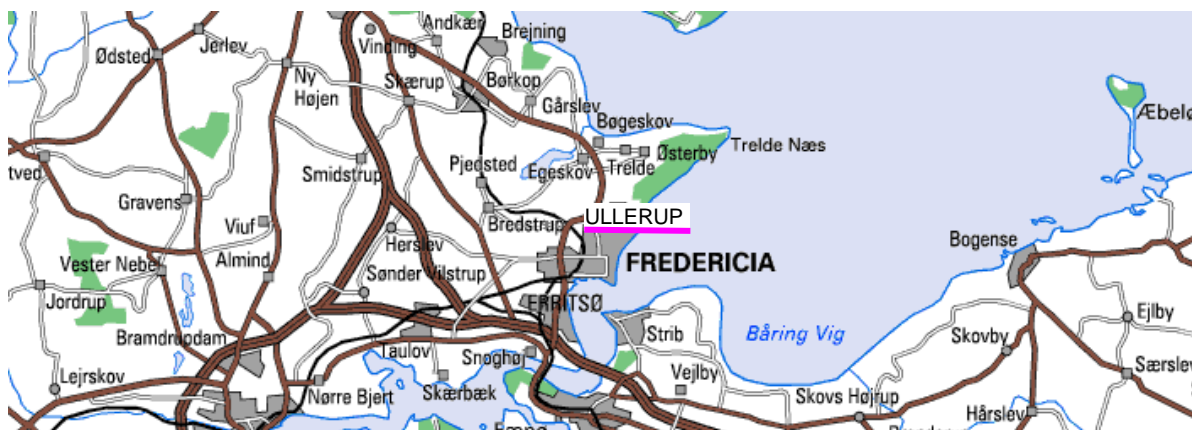 Andkær
Brejning
Vinding
Jerlev
Ødsted
Ny
Højen
Skærup
Børkop
Gårslev
Æbelø
Bøgeskov
Trelde Næs
Østerby
Trelde
Egeskov
Pjedsted
Smidstrup
tved
Gravens
Viuf
Bredstrup
ULLERUP
Herslev
Bogense
Almind
Vester Nebel
Sønder Vilstrup
FREDERICIA
Jordrup
ERRITSØ
Ejlby
Bramdrupdam
Strib
Båring Vig
Skovby
Taulov
Snoghøj
Vejlby
Særslev
Lejrskov
Nørre Bjert
Skærbæk
Skovs Højrup
Hårslev